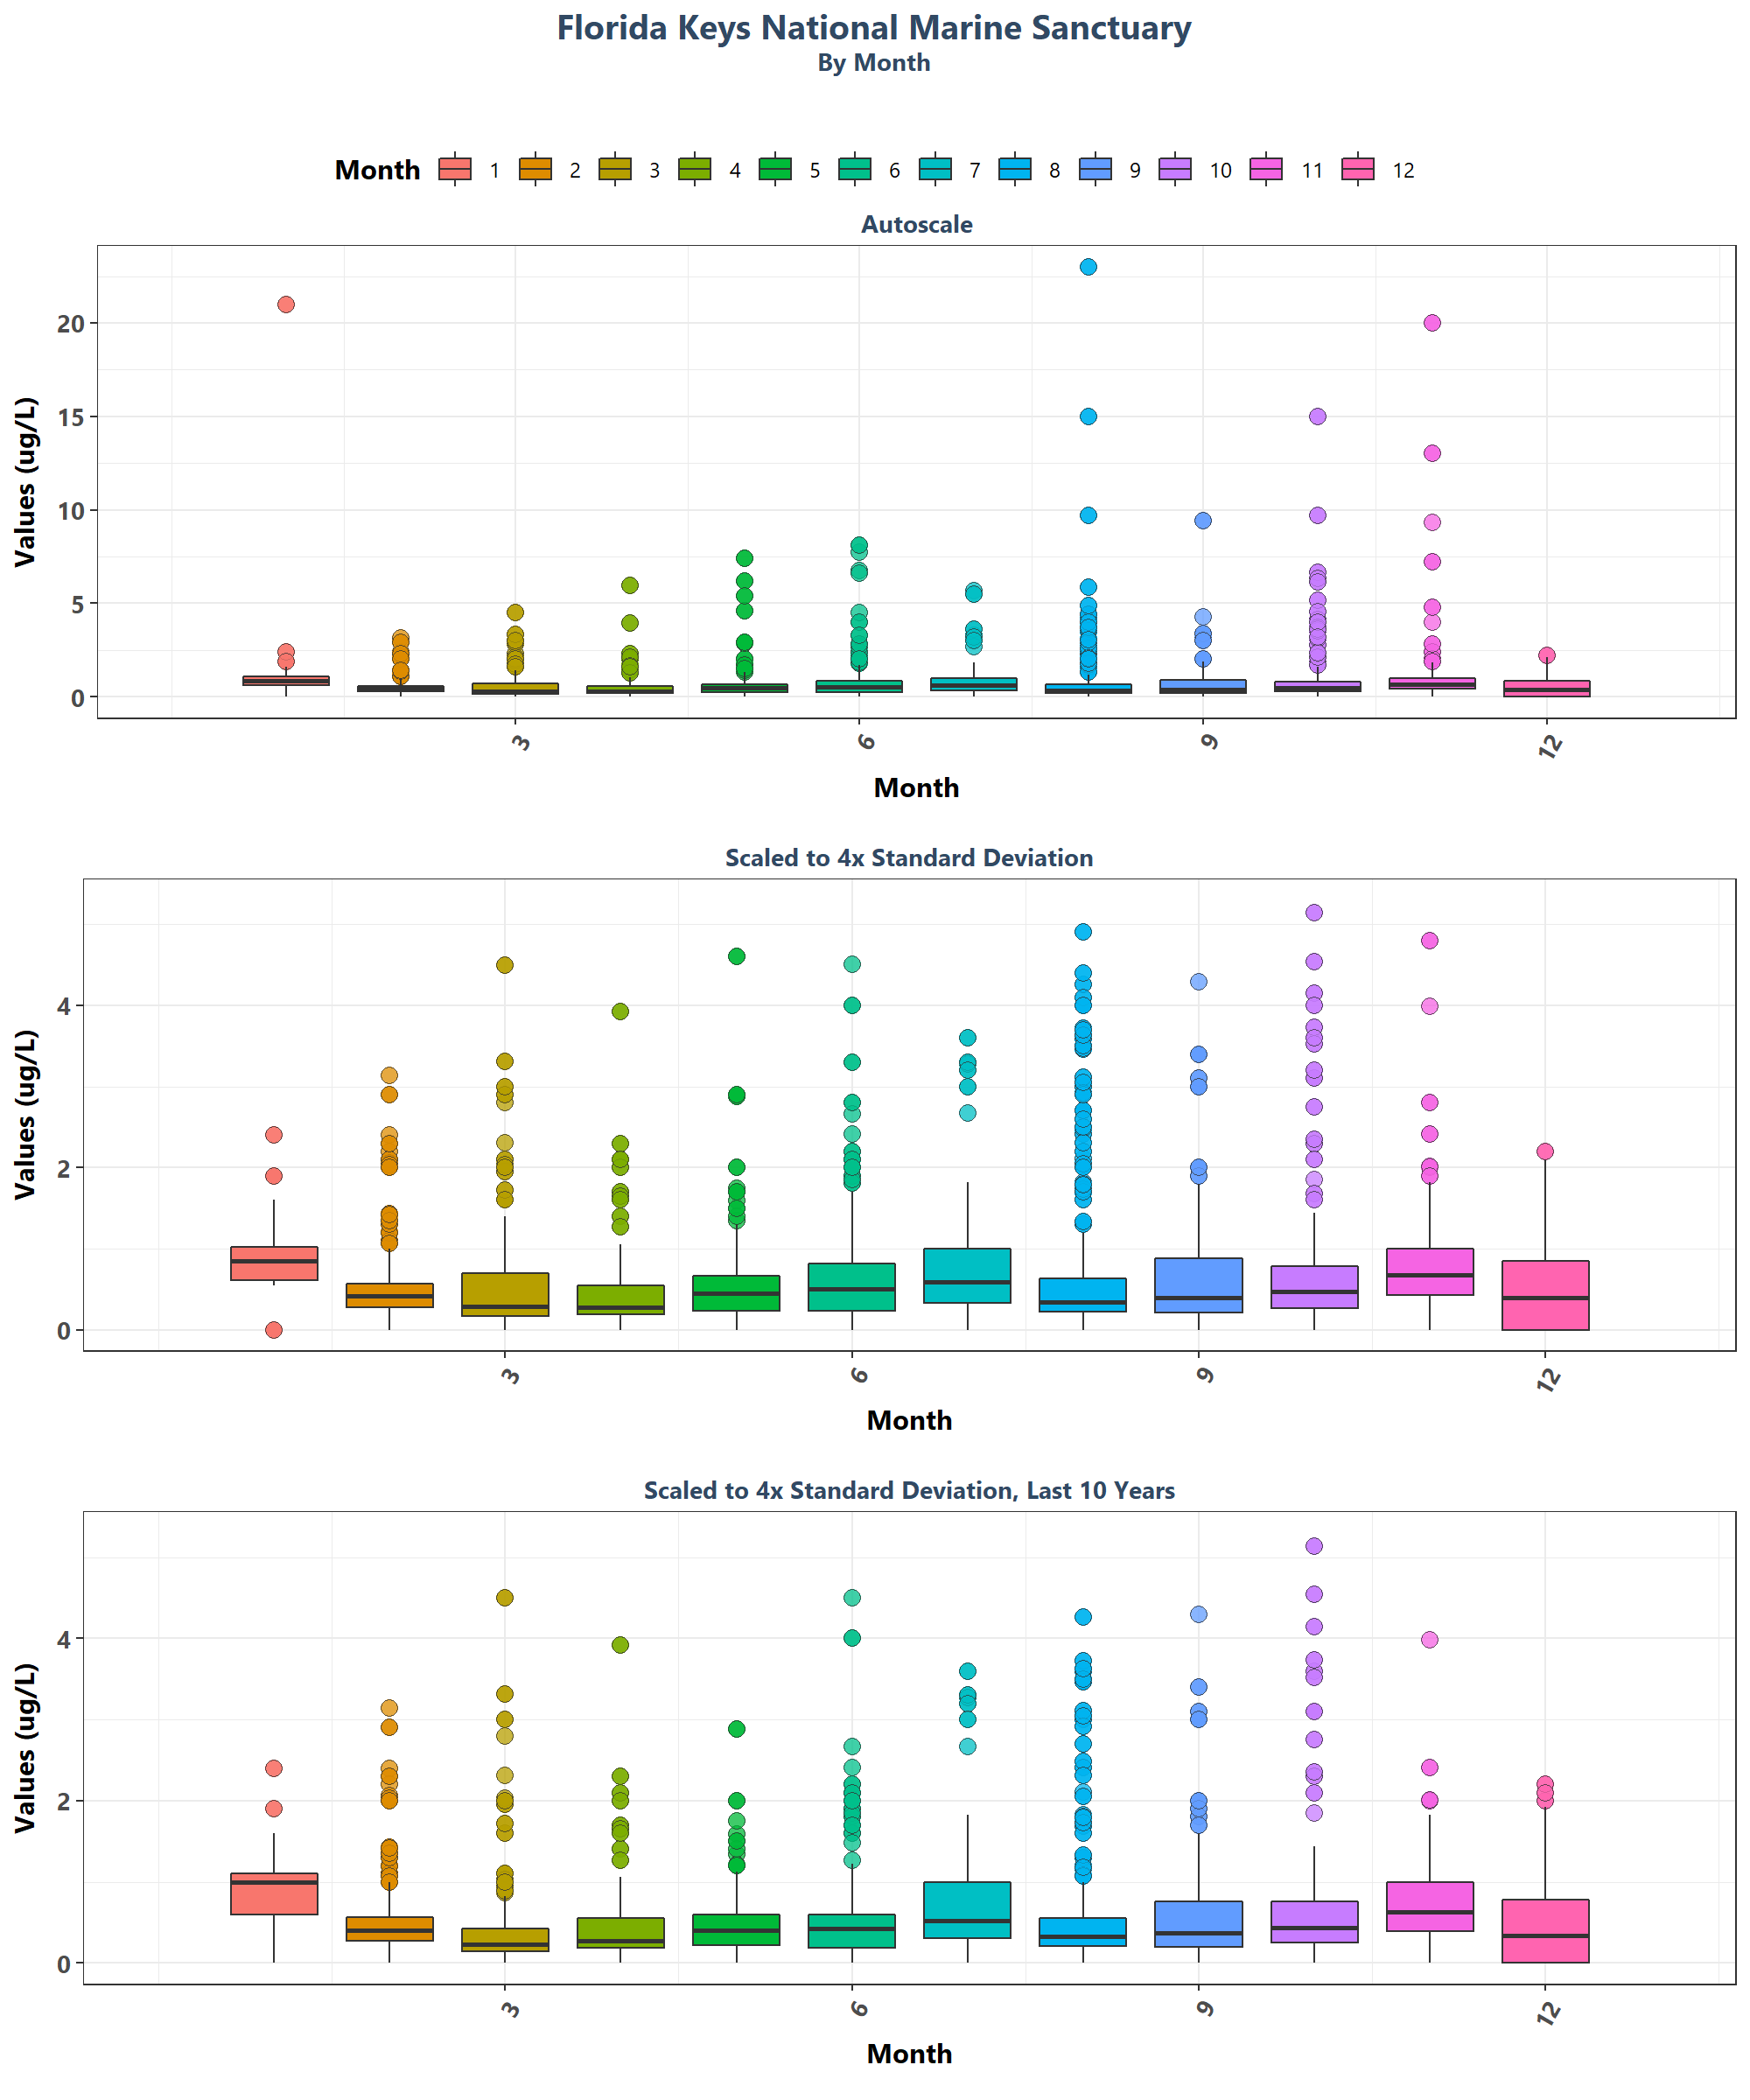 Florida Keys National Marine Sanctuary
By Month
Month 1 2 3 4 5 6 7 8 9 10 11 12
Autoscale
Values (ug/L)
20
15
10
5
0
3 6 9 12
Month
Scaled to 4x Standard Deviation
Values (ug/L)
4
2
0
3 6 9 12
Month
Scaled to 4x Standard Deviation, Last 10 Years
Values (ug/L)
4
2
0
3 6 9 12
Month